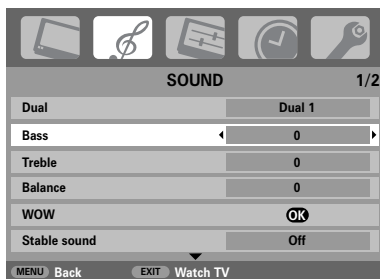 SOUND 1/2
Dual Dual 1
Bass 0
Treble 0
Balance 0
WOW OK
Stable sound Off
MENU Back EXIT Watch TV